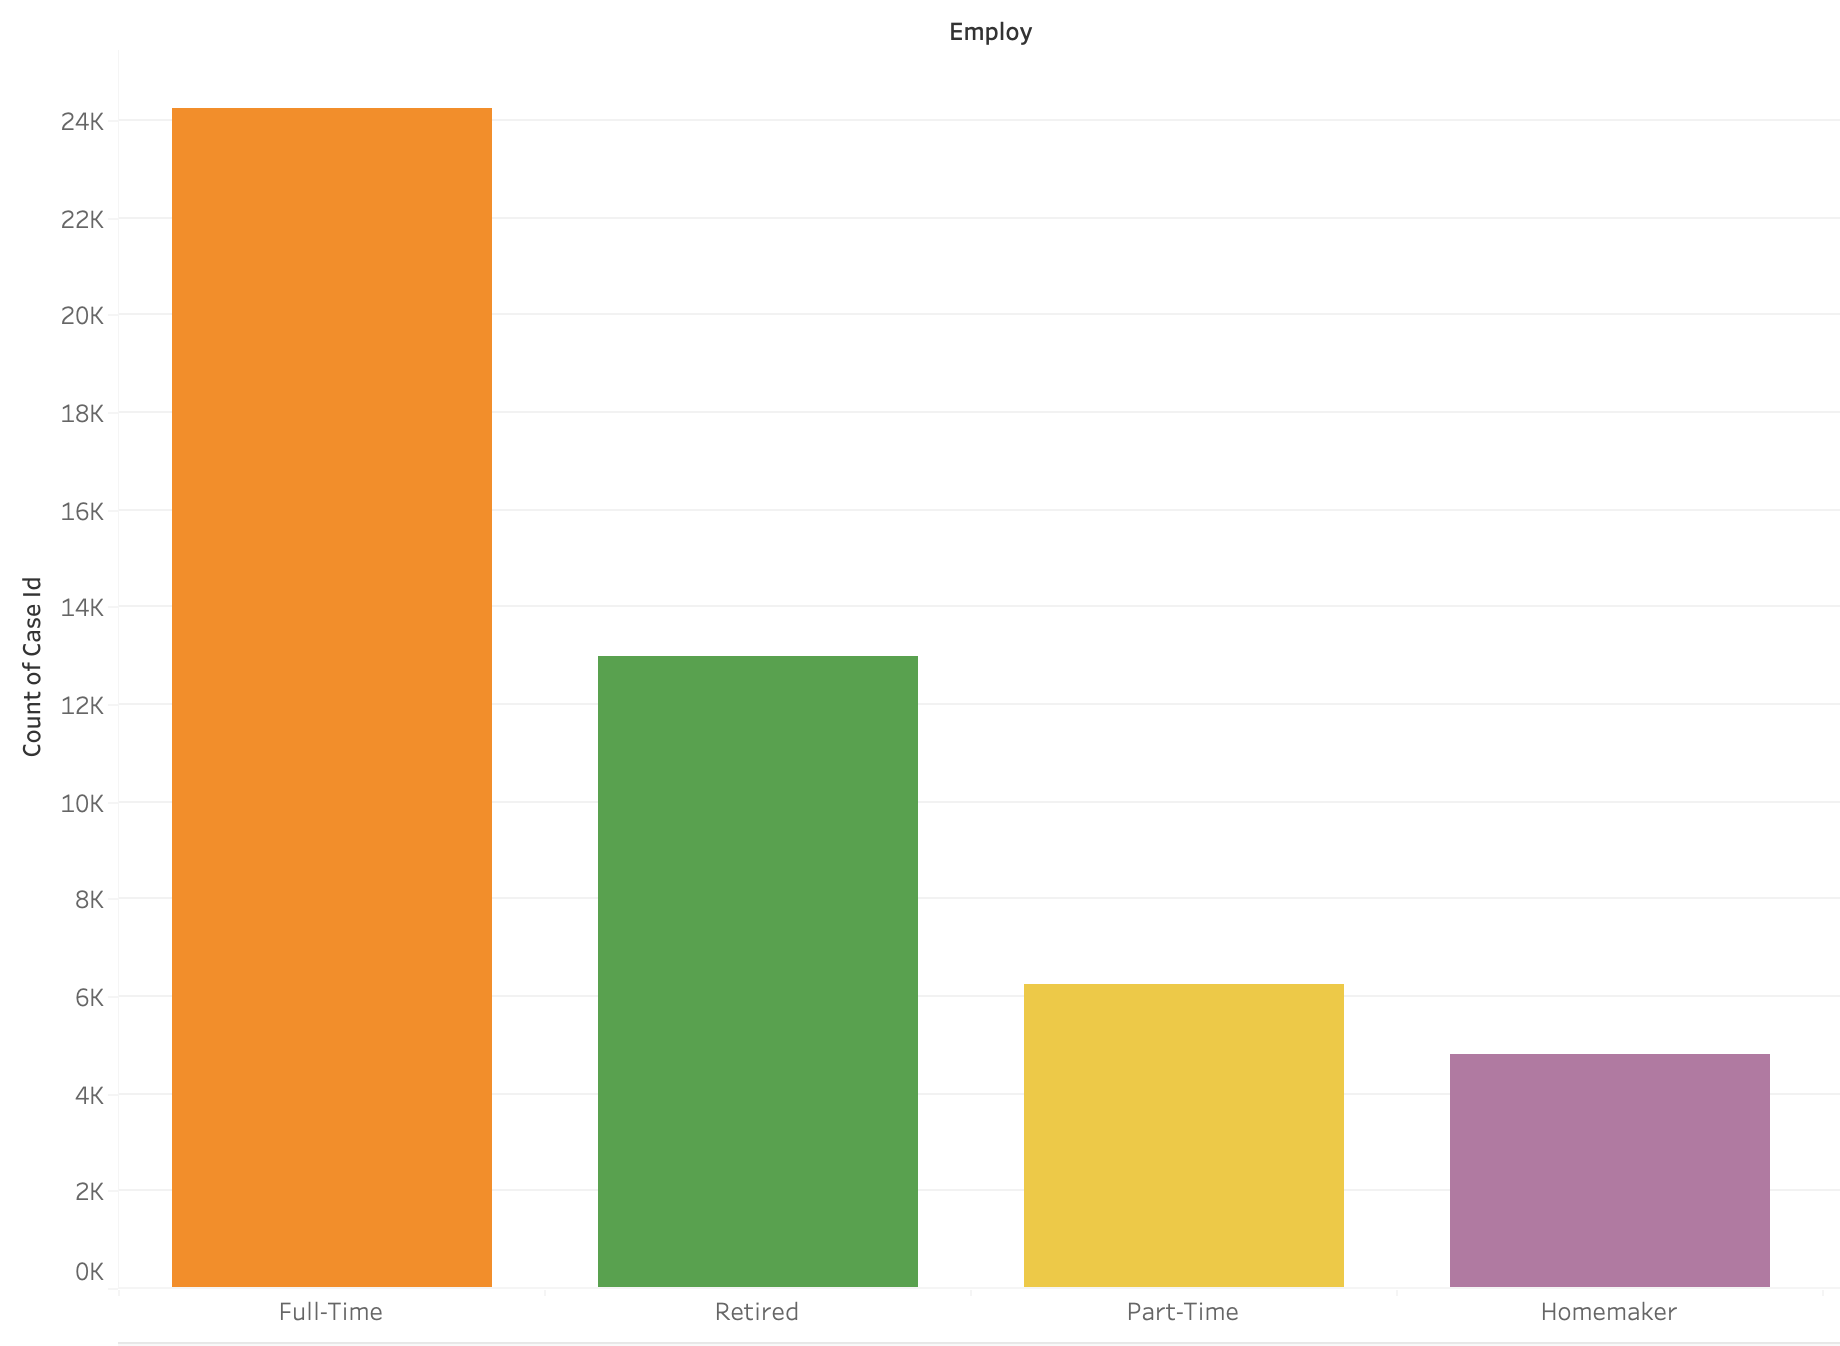 Employ
24K
22K
20K
18K
16K
14K
12K
10K
8K
6K
4K
2K
0K
Count of Case Id
Full-Time Retired Part-Time Homemaker